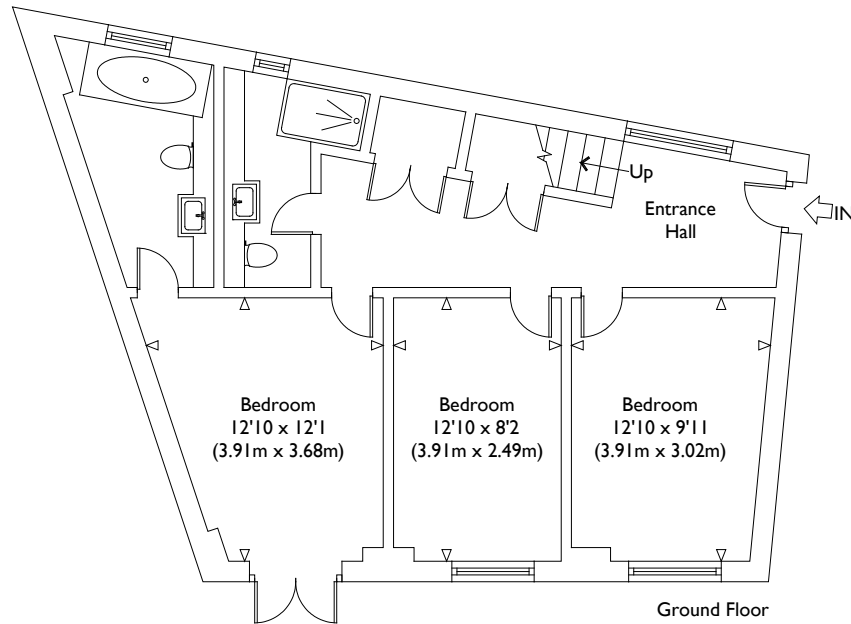 Up
Entrance
Hall
IN
Bedroom
12'10 x 12'1
(3.91m x 3.68m)
Bedroom
12'10 x 8'2
(3.91m x 2.49m)
Bedroom
12'10 x 9'11
(3.91m x 3.02m)
Ground Floor